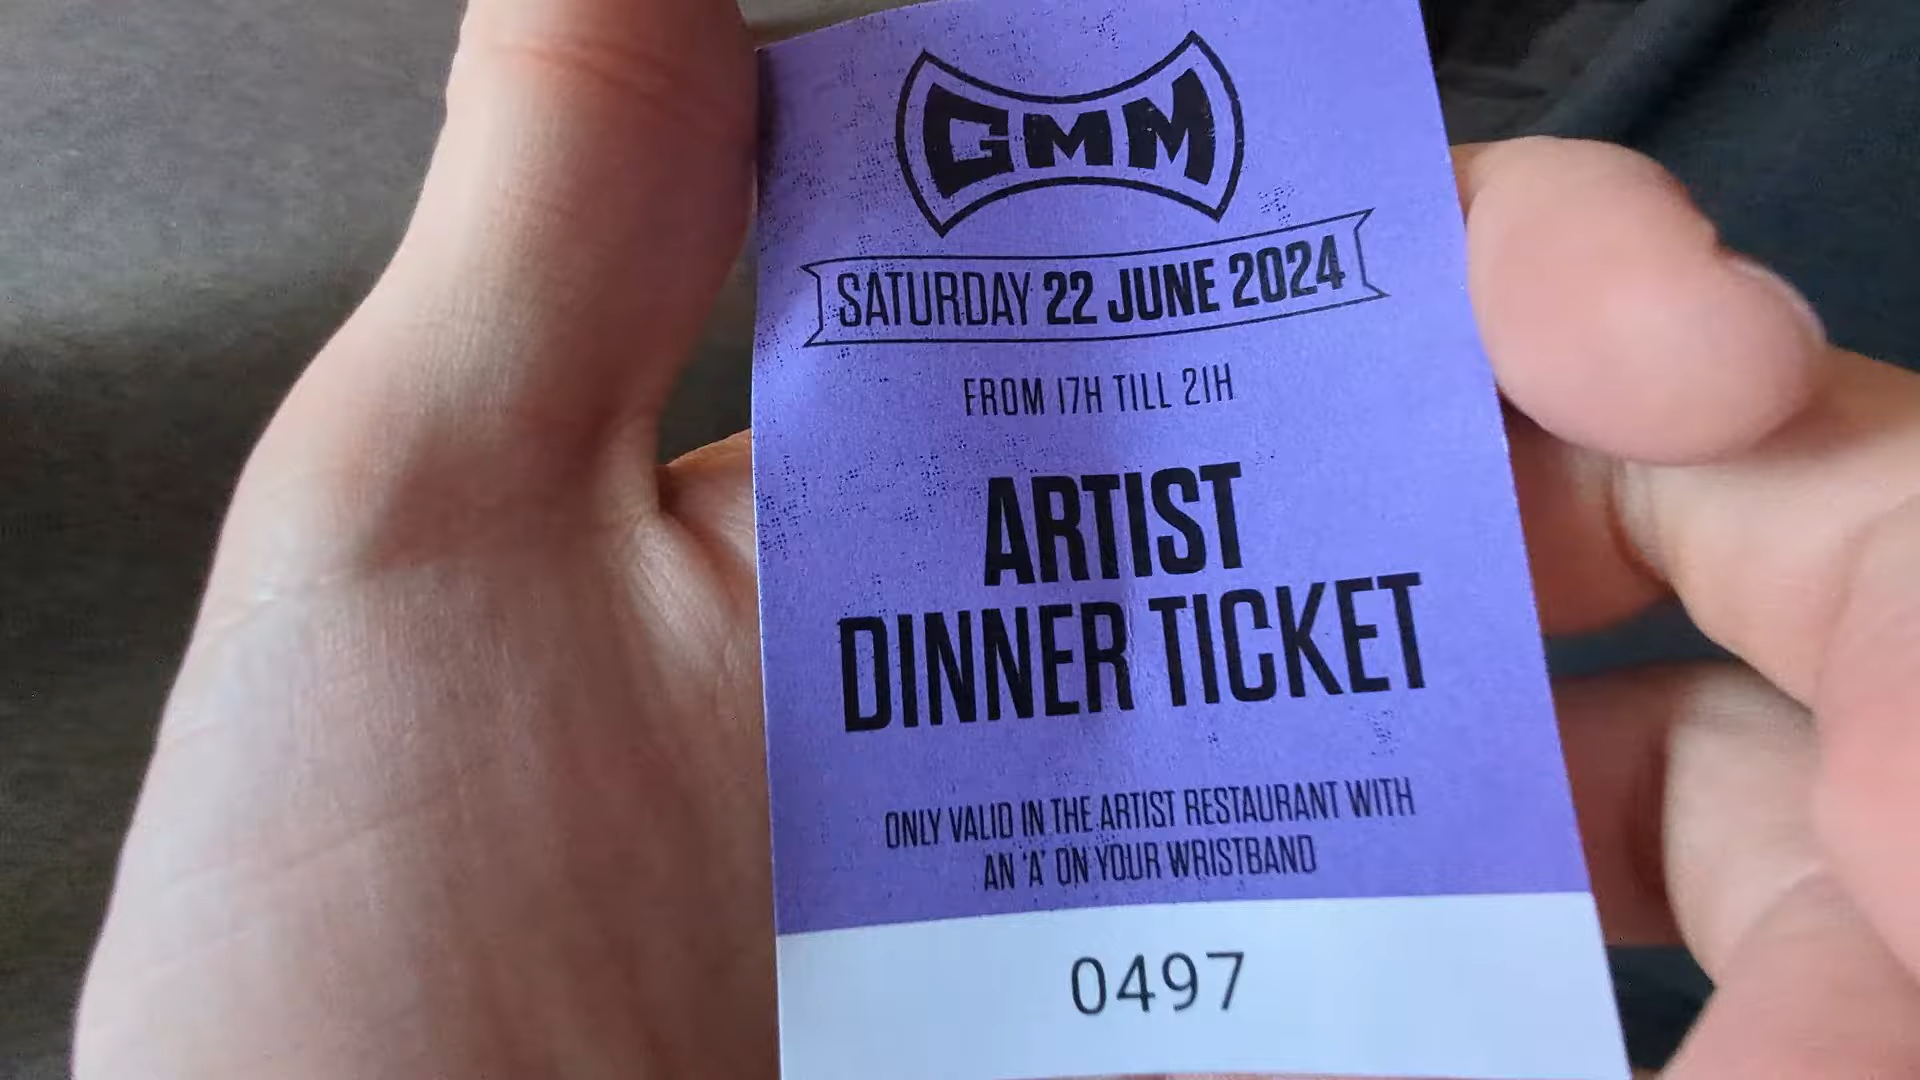 GMM
SATURDAY 22 JUNE 2024
FROM 17H TILL 21H
ARTIST
DINNER TICKET
ONLY VALID IN THE ARTIST RESTAURANT WITH
AN 'A' ON YOUR WRISTBAND
0497